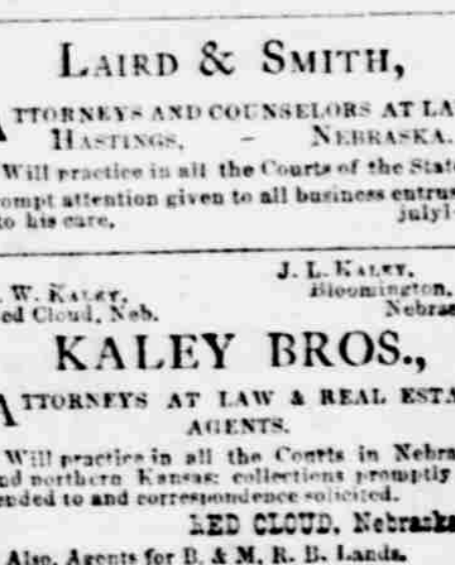 LAIRD & SMITH,
ATTORNEYS AND COUNSELORS AT LA
HASTINGS, - NEBRASKA.
Will practice in all the Courts of the State
ompt attention given to all business entrus
to his care. july1
J. L. KALEY.
. W. KALEY. Bloomington,
ed Cloud, Neb. Nebras
KALEY BROS.,
ATTORNEYS AT LAW & REAL ESTA
AGENTS.
Will practice in all the Courts in Nebra
nd northern Kansas: collections promptly
ended to and correspondence solicited.
RED CLOUD, Nebraska
Also, Agents for B. & M. R. R. Lands.